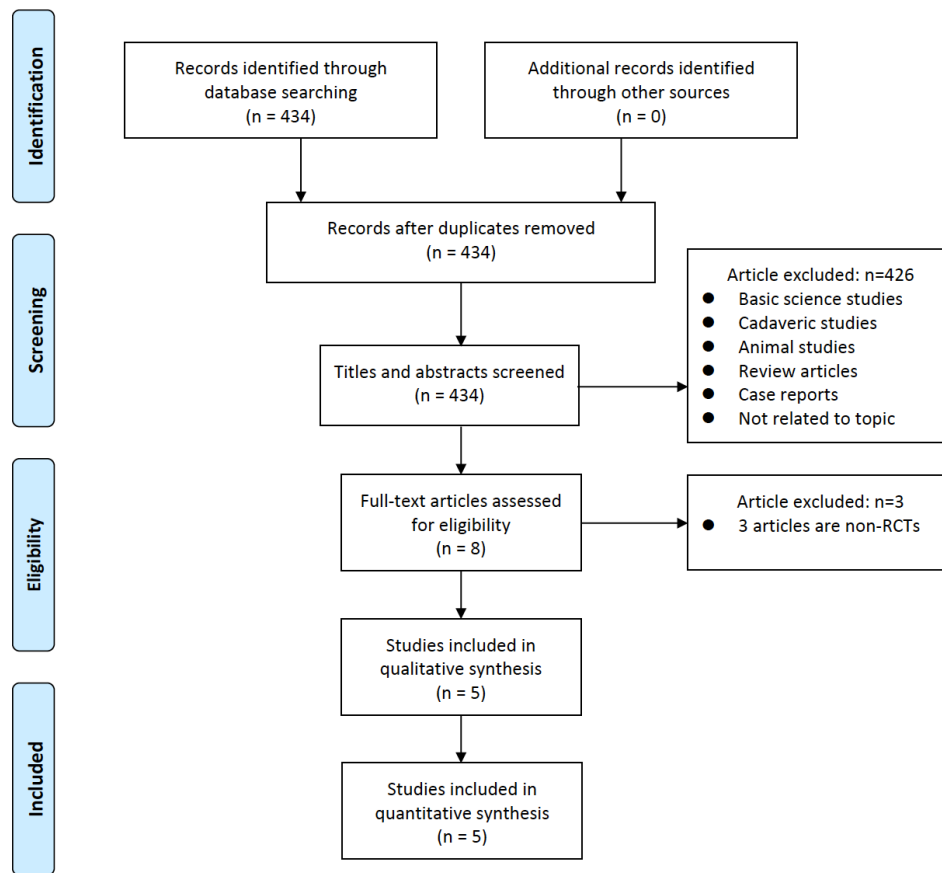 Identification
Records identified through
database searching
(n = 434)
Additional records identified
through other sources
(n = 0)
Records after duplicates removed
(n = 434)
Screening
Titles and abstracts screened
(n = 434)
Article excluded: n=426
● Basic science studies
● Cadaveric studies
● Animal studies
● Review articles
● Case reports
● Not related to topic
Eligibility
Full-text articles assessed
for eligibility
(n = 8)
Article excluded: n=3
● 3 articles are non-RCTs
Studies included in
qualitative synthesis
(n = 5)
Included
Studies included in
quantitative synthesis
(n = 5)